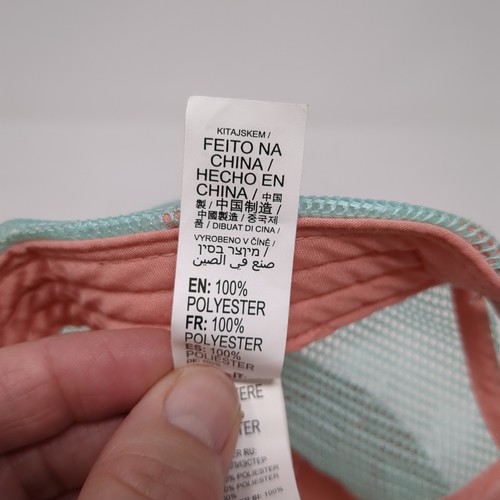 KITAJSKEM /
FEITO NA
CHINA /
HECHO EN
CHINA / 中国
製 / 中国制造 /
中國製造 / 중국제
품 / DIBUAT DI CINA /
VYROBENO V ČÍNĚ /
מיוצר בסין /
صنع في الصين
EN: 100%
POLYESTER
FR: 100%
POLYESTER
ES: 100%
POLIÉSTER
RU: